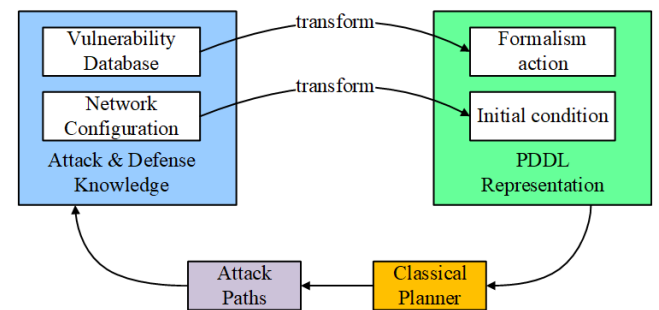 transform
Vulnerability
Database
Formalism
action
transform
Network
Configuration
Initial condition
Attack & Defense
Knowledge
PDDL
Representation
Attack
Paths
Classical
Planner